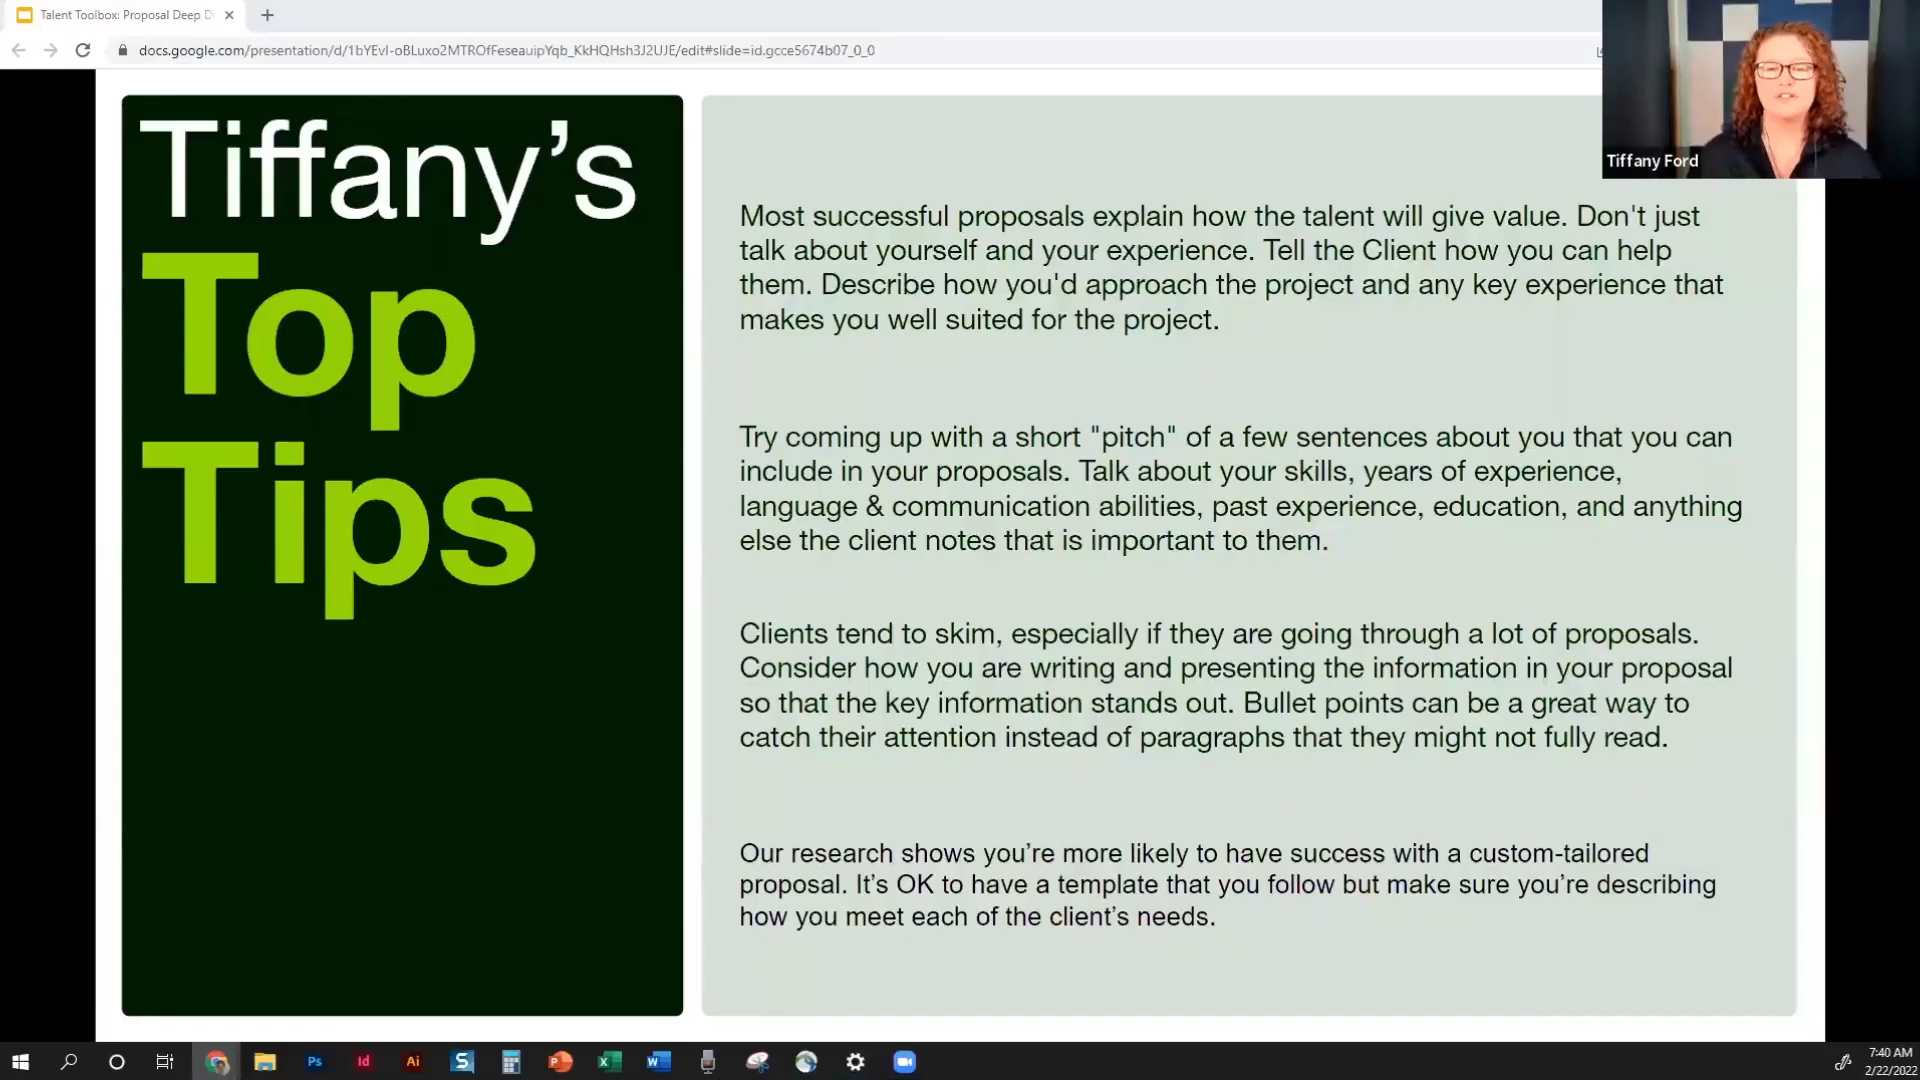 Talent Toolbox: Proposal Deep D
docs.google.com/presentation/d/1bYEvI-oBLuxo2MTROfFeseauipYqb_KkHQHsh3J2UJE/edit#slide=id.gcce5674b07_0_0
Tiffany Ford
Tiffany’s
Top
Tips
Most successful proposals explain how the talent will give value. Don't just
talk about yourself and your experience. Tell the Client how you can help
them. Describe how you'd approach the project and any key experience that
makes you well suited for the project.
Try coming up with a short "pitch" of a few sentences about you that you can
include in your proposals. Talk about your skills, years of experience,
language & communication abilities, past experience, education, and anything
else the client notes that is important to them.
Clients tend to skim, especially if they are going through a lot of proposals.
Consider how you are writing and presenting the information in your proposal
so that the key information stands out. Bullet points can be a great way to
catch their attention instead of paragraphs that they might not fully read.
Our research shows you’re more likely to have success with a custom-tailored
proposal. It’s OK to have a template that you follow but make sure you’re describing
how you meet each of the client’s needs.
Ps
Id
Ai
S
P
X
W
7:40 AM
2/22/2022